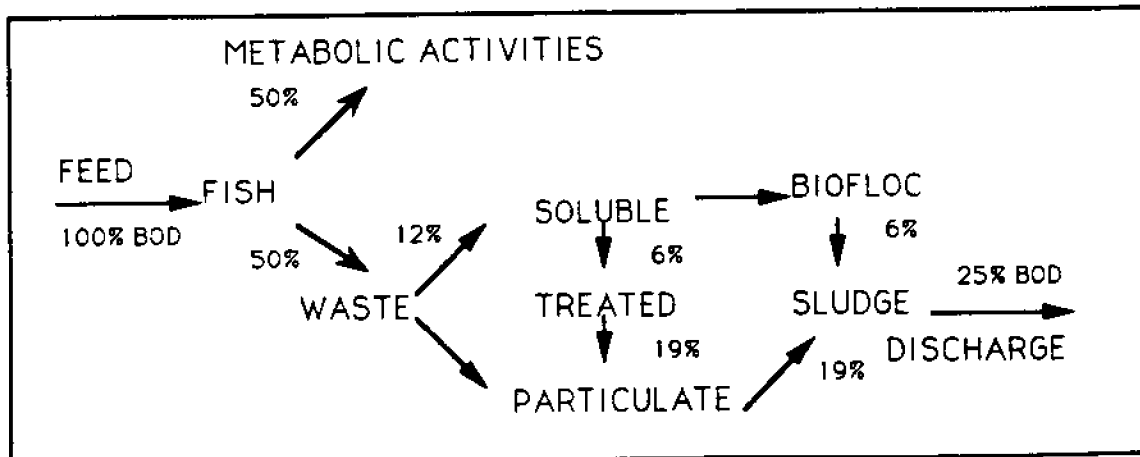 METABOLIC ACTIVITIES
50%
FEED
FISH
100% BOD
50%
12%
SOLUBLE
BIOFLOC
6%
6%
WASTE
TREATED
SLUDGE
25% BOD
19%
19%
DISCHARGE
PARTICULATE